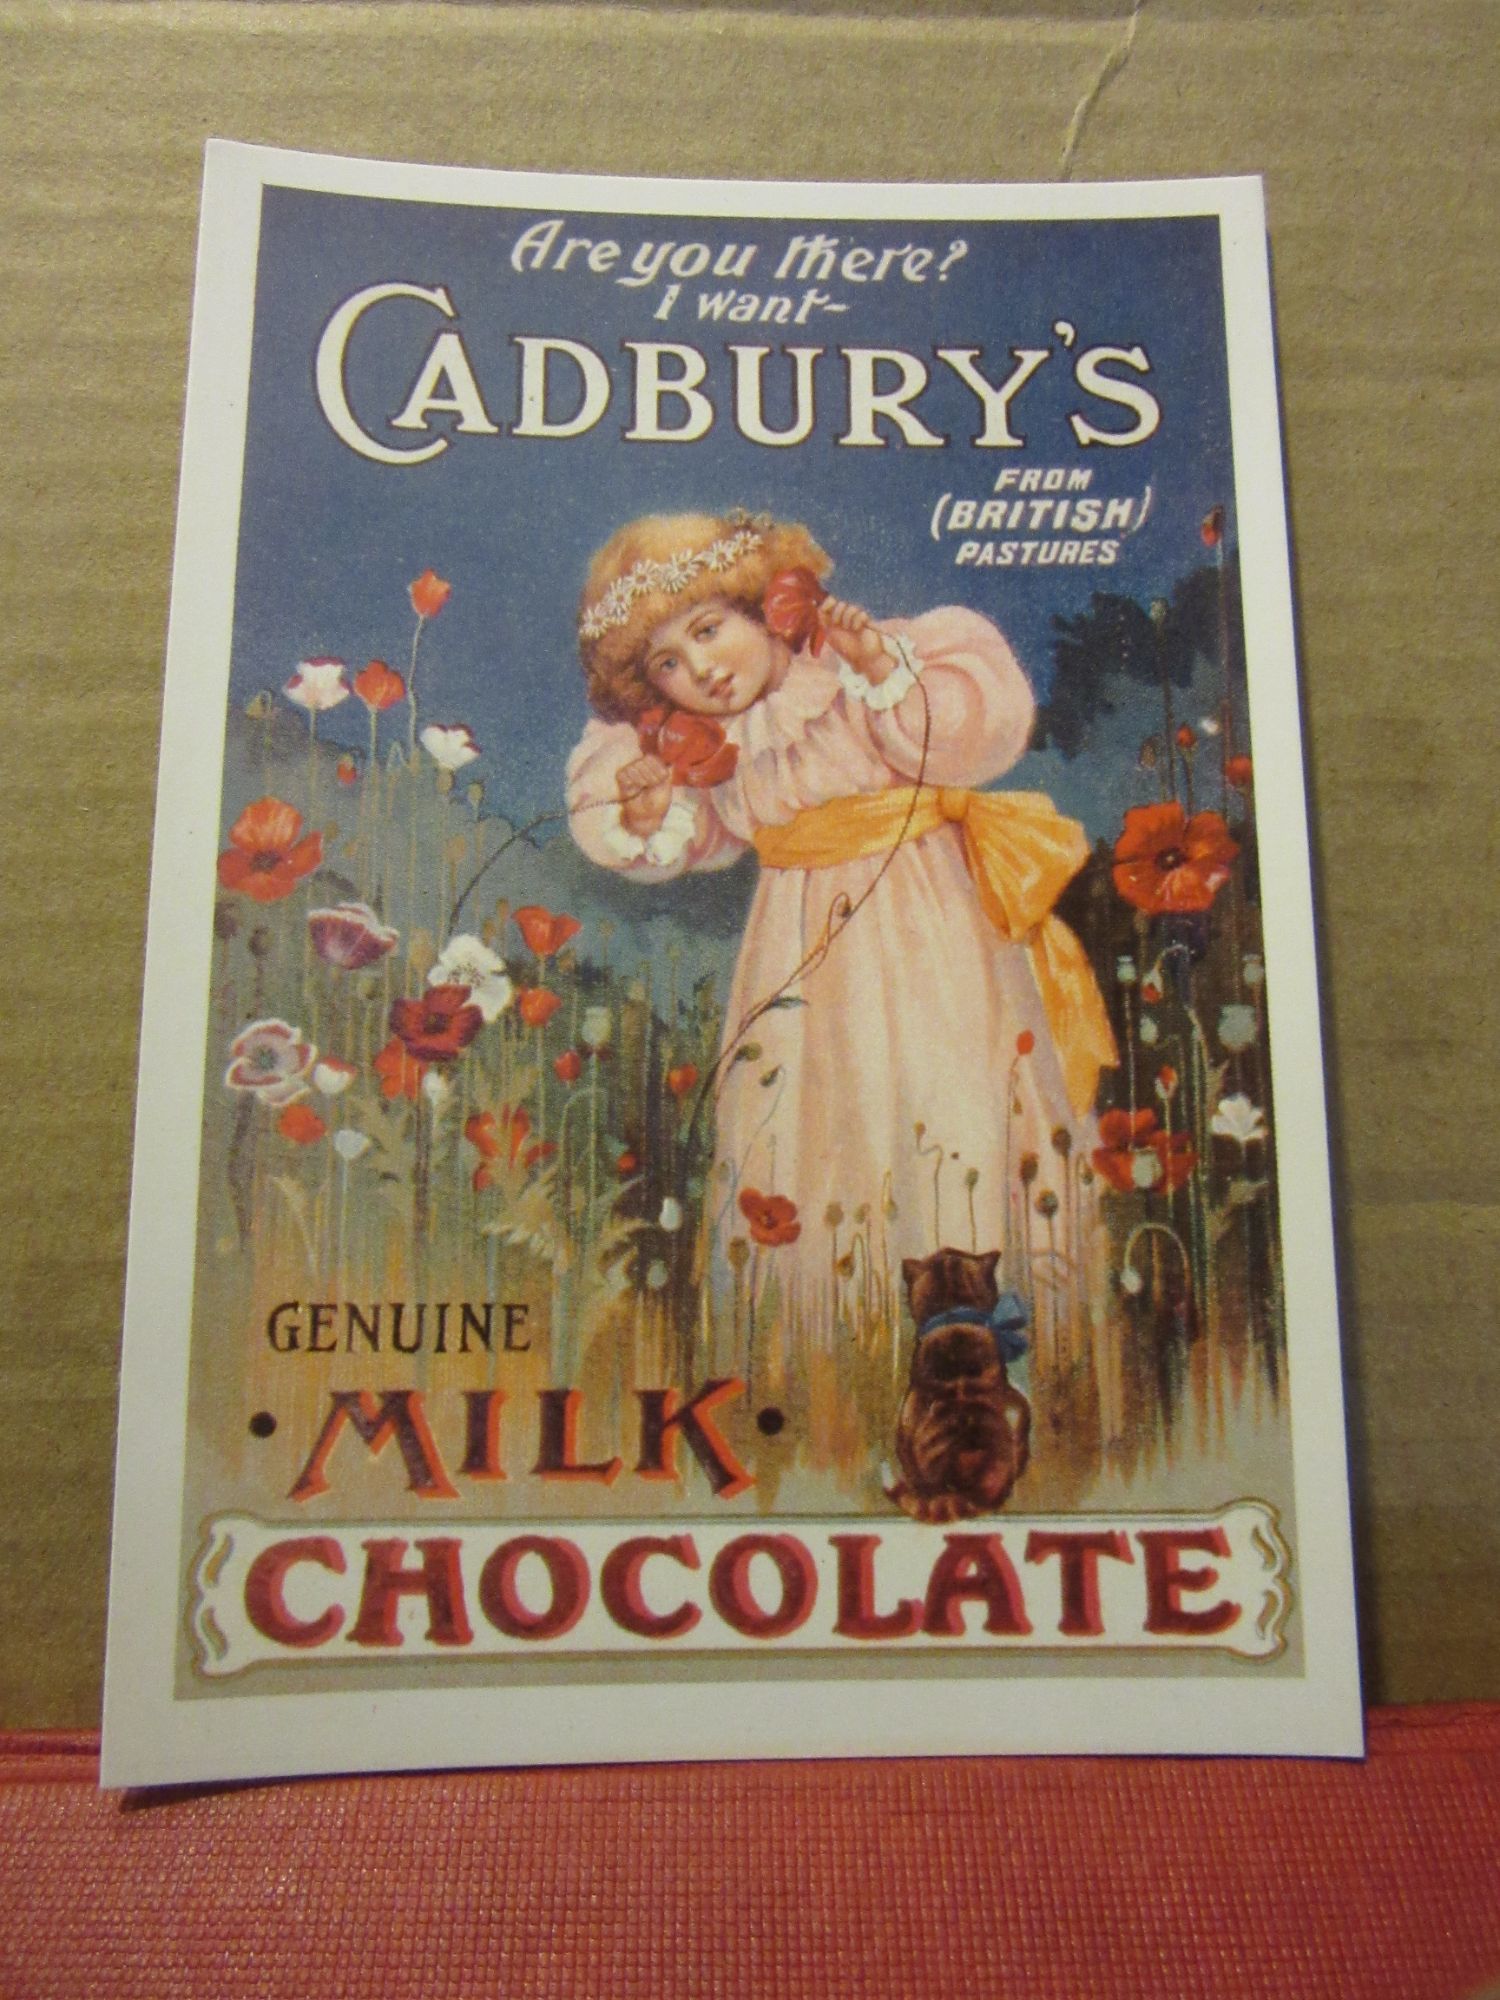 Are you there?
I want-
CADBURY'S
FROM
(BRITISH)
PASTURES
GENUINE
• MILK •
CHOCOLATE